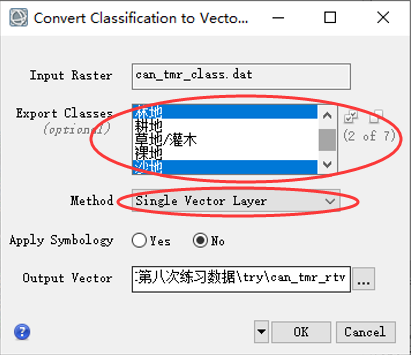 Convert Classification to Vecto...
Input Raster can_tmr_class.dat
Export Classes
(optional)
林地
耕地
草地/灌木
裸地
沙地
(2 of 7)
Method Single Vector Layer
Apply Symbology Yes No
Output Vector 第八次练习数据\try\can_tmr_rtv ...
OK Cancel